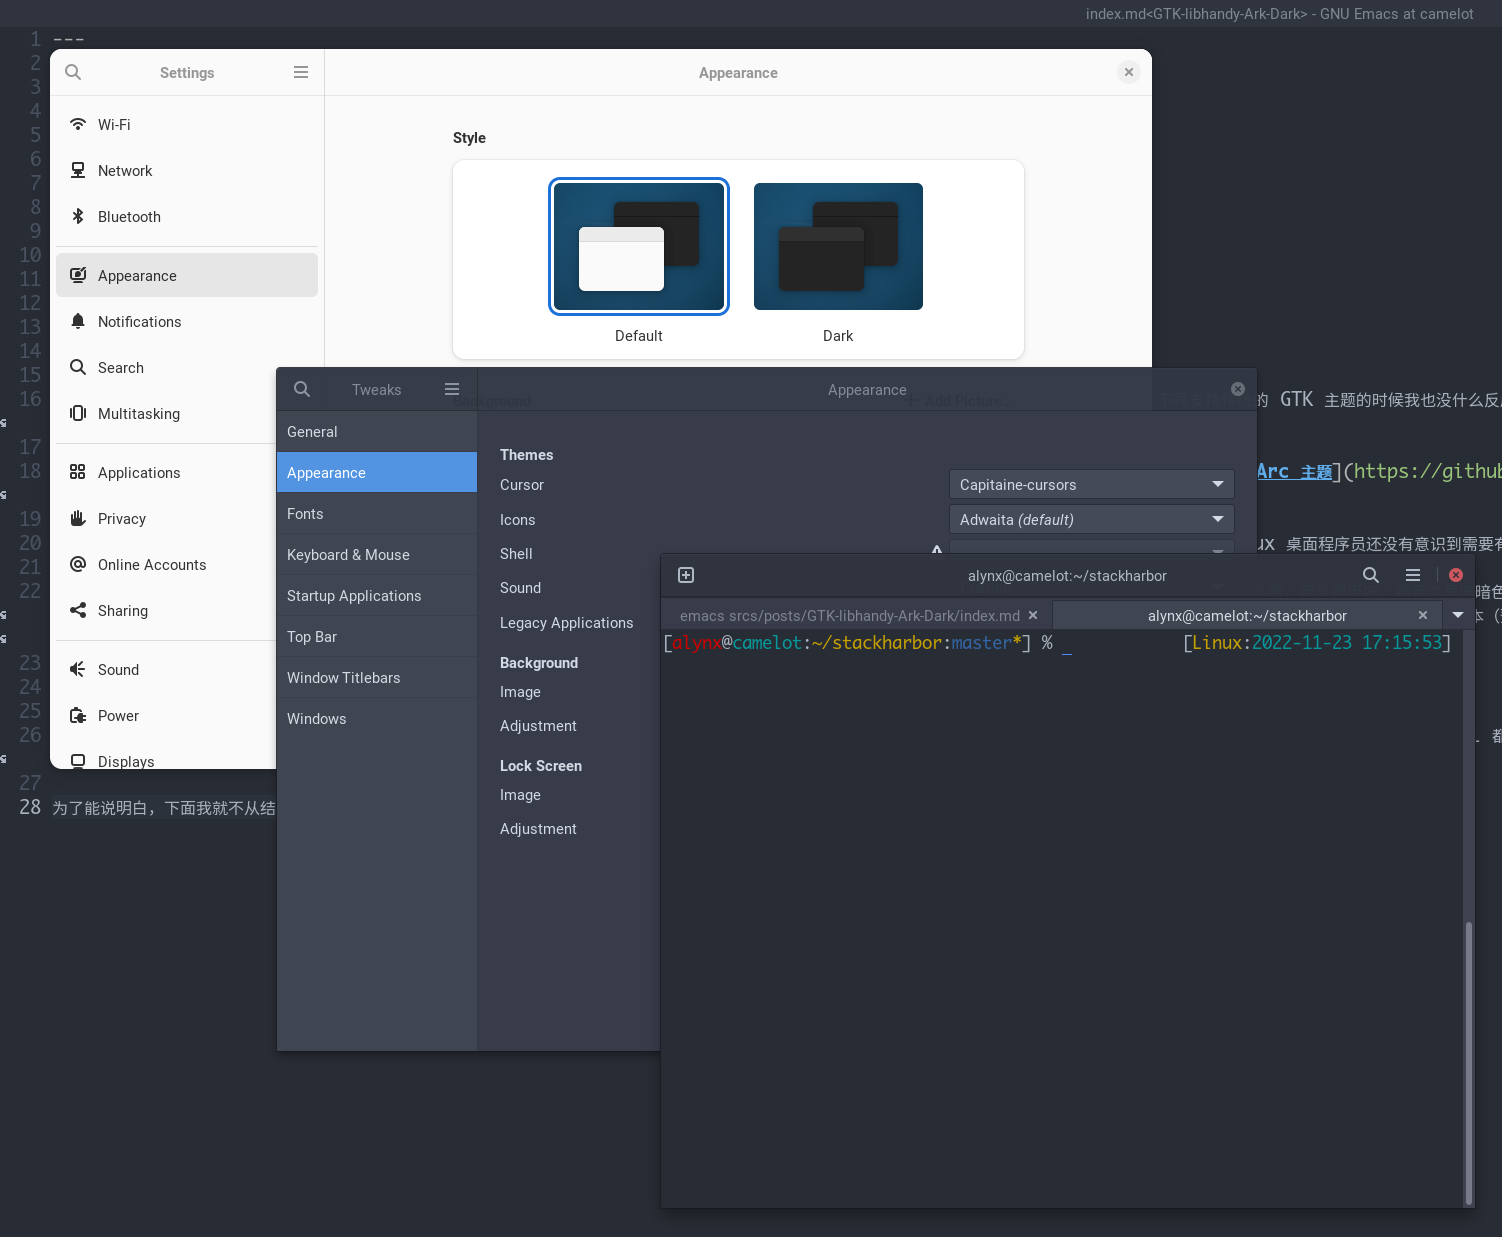 index.md<GTK-libhandy-Ark-Dark> - GNU Emacs at camelot
1 ---
2
3
4
5
6
7
8
9
10
11
12
13
14
15
16
17
18
19
20
21
22
23
24
25
26
27
28 为了能说明白，下面我就不从结
的 GTK 主题的时候我也没什么反
Arc 主题](https://github
ux 桌面程序员还没有意识到需要有
暗色
本（
都
Settings
Appearance
Wi-Fi
Network
Bluetooth
Appearance
Notifications
Search
Multitasking
Applications
Privacy
Online Accounts
Sharing
Sound
Power
Displays
Style
Default
Dark
Background
Add Picture...
Tweaks
Appearance
General
Appearance
Fonts
Keyboard & Mouse
Startup Applications
Top Bar
Window Titlebars
Windows
Themes
Cursor
Capitaine-cursors
Icons
Adwaita (default)
Shell
Sound
Legacy Applications
Background
Image
Adjustment
Lock Screen
Image
Adjustment
alynx@camelot:~/stackharbor
emacs srcs/posts/GTK-libhandy-Ark-Dark/index.md
alynx@camelot:~/stackharbor
[alynx@camelot:~/stackharbor:master*] % _ [Linux:2022-11-23 17:15:53]